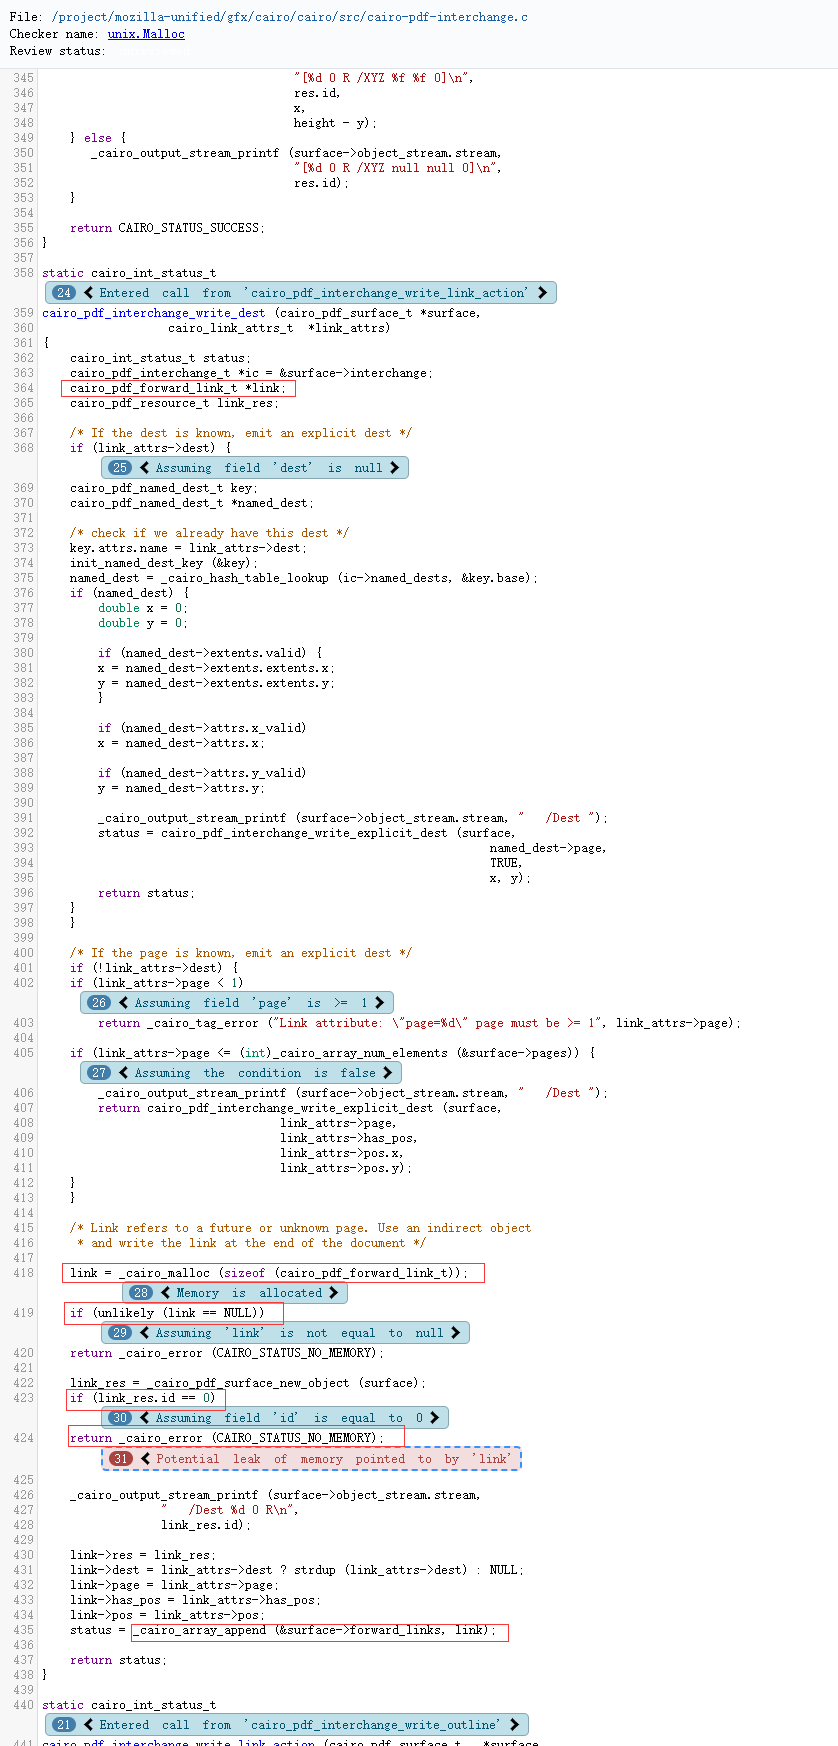 File: /project/mozilla-unified/gfx/cairo/cairo/src/cairo-pdf-interchange.c
Checker name: unix.Malloc
Review status:
345 "[%d 0 R /XYZ %f %f 0]\n",
346 res.id,
347 x,
348 height - y);
349 } else {
350 _cairo_output_stream_printf (surface->object_stream.stream,
351 "[%d 0 R /XYZ null null 0]\n",
352 res.id);
353 }
354
355 return CAIRO_STATUS_SUCCESS;
356 }
357
358 static cairo_int_status_t
24 Entered call from 'cairo_pdf_interchange_write_link_action'
359 cairo_pdf_interchange_write_dest (cairo_pdf_surface_t *surface,
360 cairo_link_attrs_t *link_attrs)
361 {
362 cairo_int_status_t status;
363 cairo_pdf_interchange_t *ic = &surface->interchange;
364 cairo_pdf_forward_link_t *link;
365 cairo_pdf_resource_t link_res;
366
367 /* If the dest is known, emit an explicit dest */
368 if (link_attrs->dest) {
25 Assuming field 'dest' is null
369 cairo_pdf_named_dest_t key;
370 cairo_pdf_named_dest_t *named_dest;
371
372 /* check if we already have this dest */
373 key.attrs.name = link_attrs->dest;
374 init_named_dest_key (&key);
375 named_dest = _cairo_hash_table_lookup (ic->named_dests, &key.base);
376 if (named_dest) {
377 double x = 0;
378 double y = 0;
379
380 if (named_dest->extents.valid) {
381 x = named_dest->extents.extents.x;
382 y = named_dest->extents.extents.y;
383 }
384
385 if (named_dest->attrs.x_valid)
386 x = named_dest->attrs.x;
387
388 if (named_dest->attrs.y_valid)
389 y = named_dest->attrs.y;
390
391 _cairo_output_stream_printf (surface->object_stream.stream, "   /Dest ");
392 status = cairo_pdf_interchange_write_explicit_dest (surface,
393 named_dest->page,
394 TRUE,
395 x, y);
396 return status;
397 }
398 }
399
400 /* If the page is known, emit an explicit dest */
401 if (!link_attrs->dest) {
402 if (link_attrs->page < 1)
26 Assuming field 'page' is >= 1
403 return _cairo_tag_error ("Link attribute: \"page=%d\" page must be >= 1", link_attrs->page);
404
405 if (link_attrs->page <= (int)_cairo_array_num_elements (&surface->pages)) {
27 Assuming the condition is false
406 _cairo_output_stream_printf (surface->object_stream.stream, "   /Dest ");
407 return cairo_pdf_interchange_write_explicit_dest (surface,
408 link_attrs->page,
409 link_attrs->has_pos,
410 link_attrs->pos.x,
411 link_attrs->pos.y);
412 }
413 }
414
415 /* Link refers to a future or unknown page. Use an indirect object
416 * and write the link at the end of the document */
417
418 link = _cairo_malloc (sizeof (cairo_pdf_forward_link_t));
28 Memory is allocated
419 if (unlikely (link == NULL))
29 Assuming 'link' is not equal to null
420 return _cairo_error (CAIRO_STATUS_NO_MEMORY);
421
422 link_res = _cairo_pdf_surface_new_object (surface);
423 if (link_res.id == 0)
30 Assuming field 'id' is equal to 0
424 return _cairo_error (CAIRO_STATUS_NO_MEMORY);
31 Potential leak of memory pointed to by 'link'
425
426 _cairo_output_stream_printf (surface->object_stream.stream,
427 "   /Dest %d 0 R\n",
428 link_res.id);
429
430 link->res = link_res;
431 link->dest = link_attrs->dest ? strdup (link_attrs->dest) : NULL;
432 link->page = link_attrs->page;
433 link->has_pos = link_attrs->has_pos;
434 link->pos = link_attrs->pos;
435 status = _cairo_array_append (&surface->forward_links, link);
436
437 return status;
438 }
439
440 static cairo_int_status_t
21 Entered call from 'cairo_pdf_interchange_write_outline'
441 cairo_pdf_interchange_write_link_action (cairo_pdf_surface_t *surface,